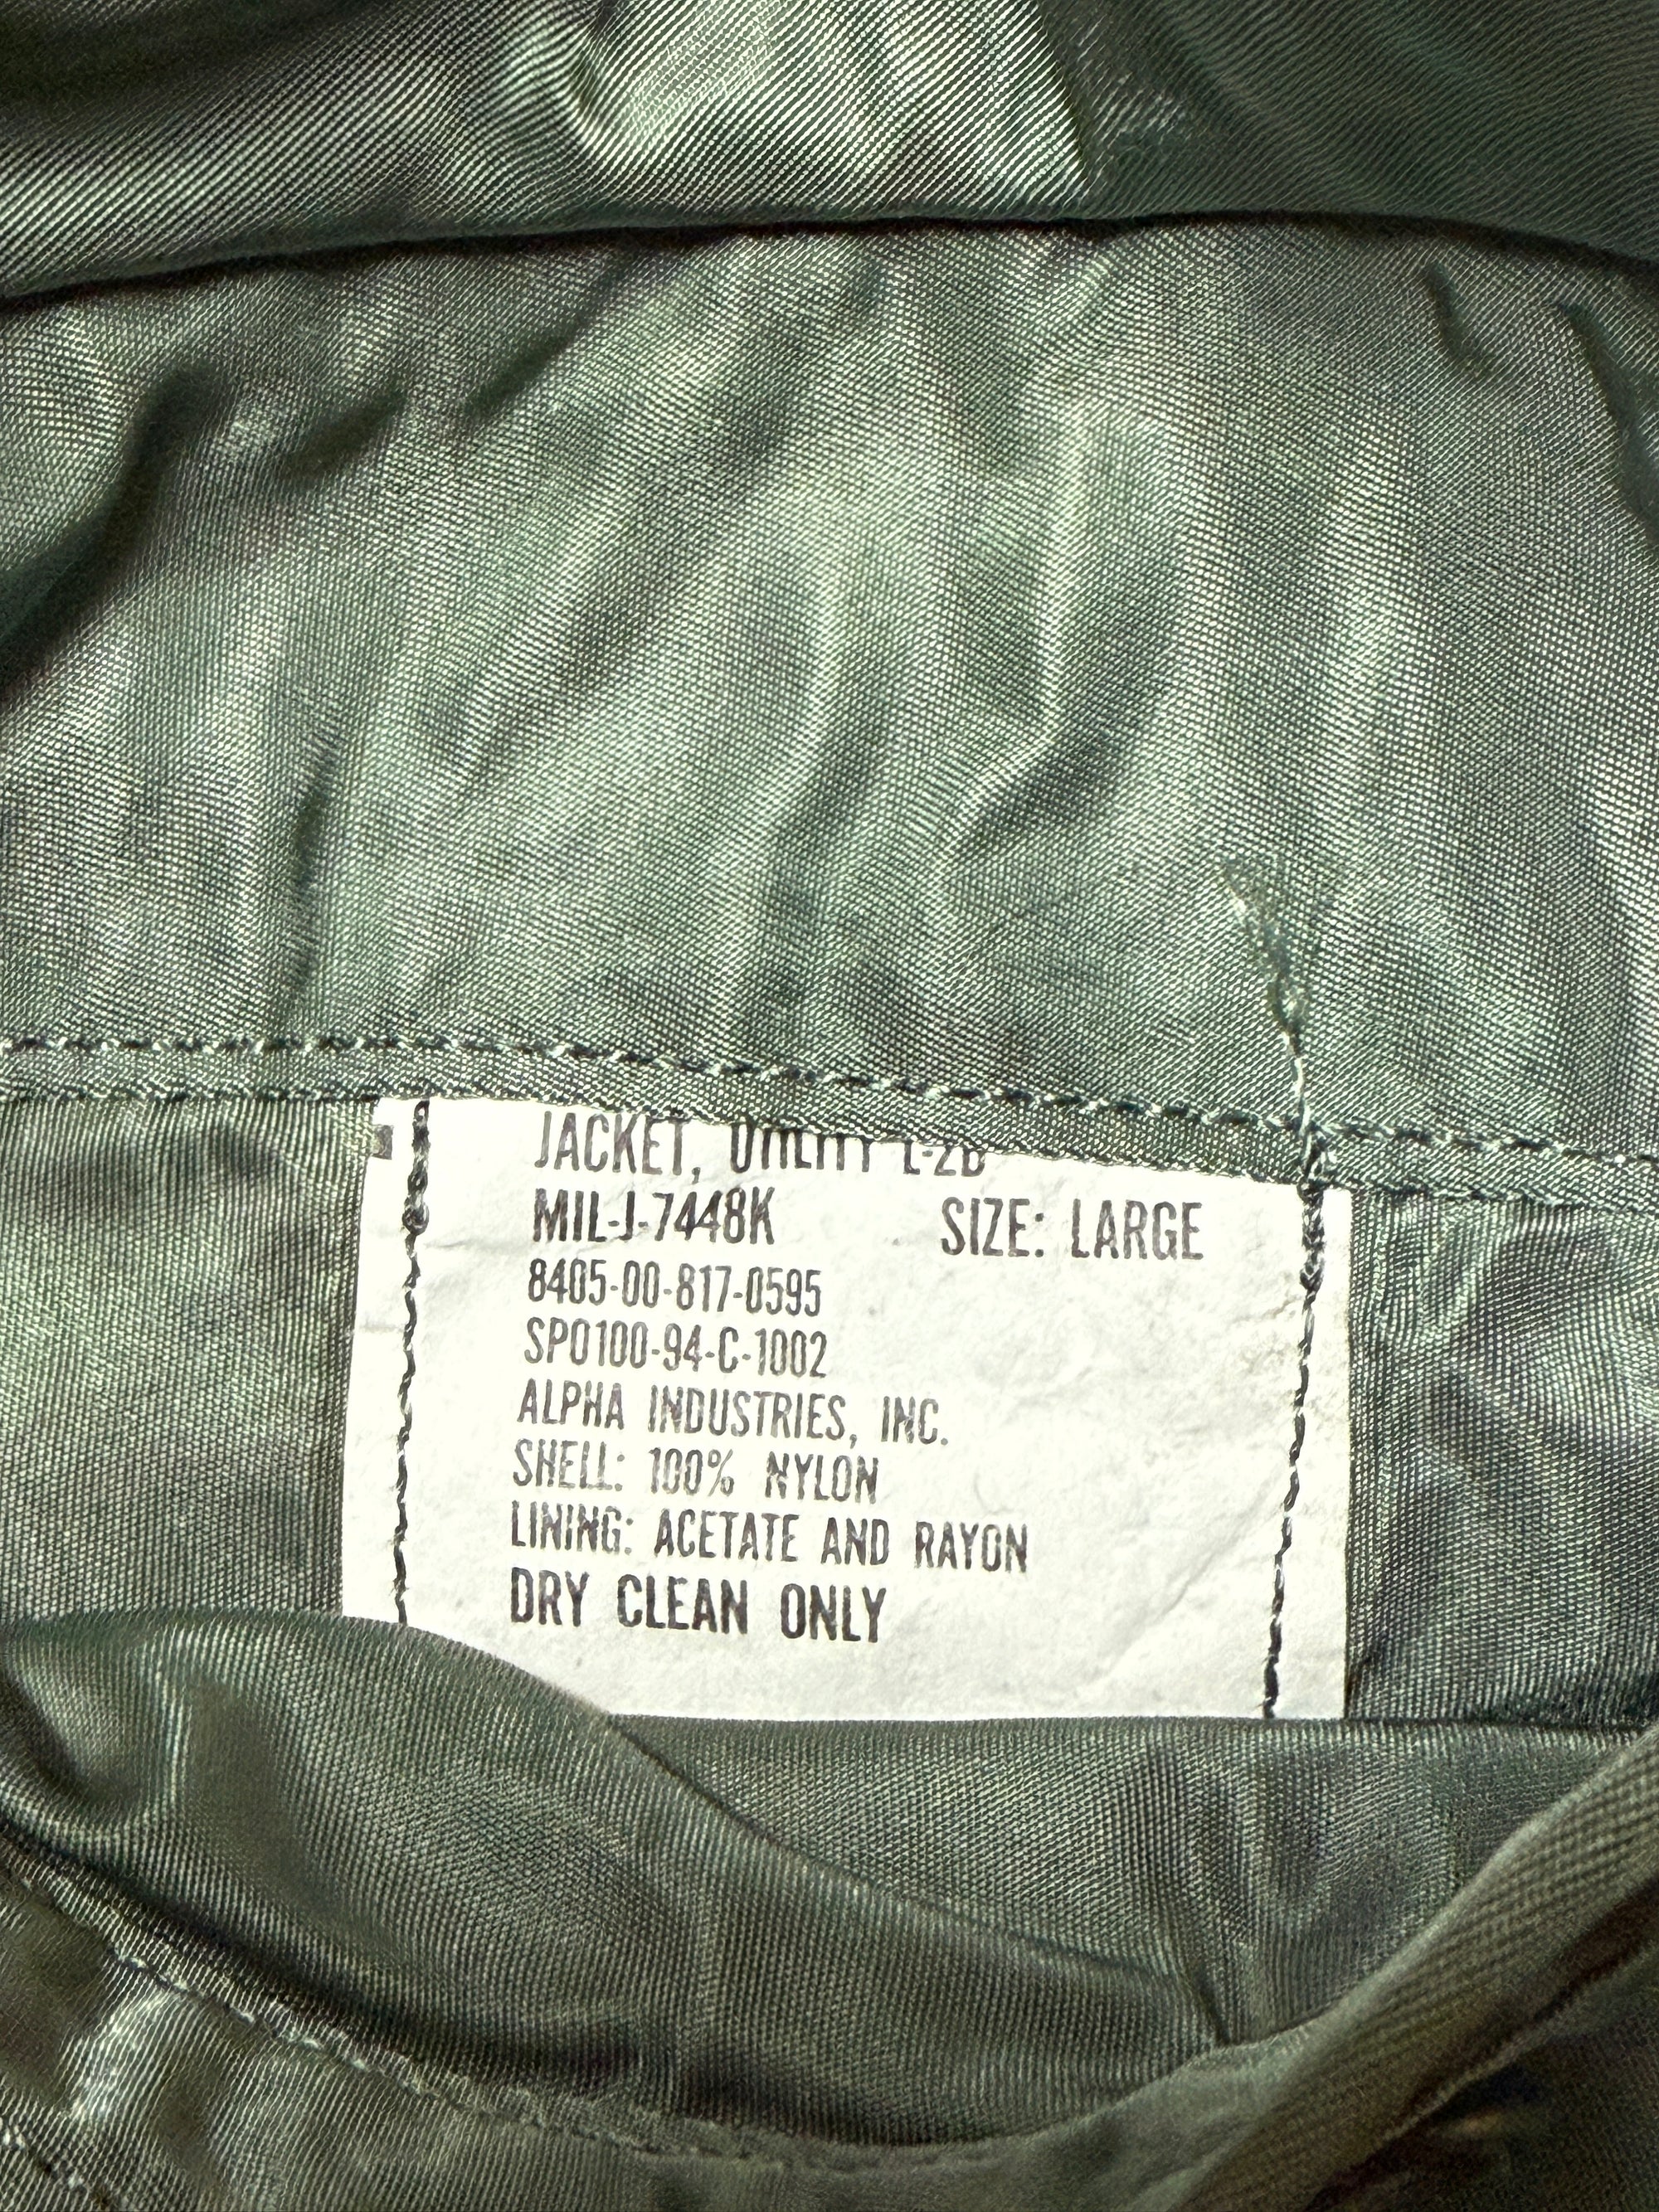 JACKET, UTILITY L-2B
MIL-J-7448K SIZE: LARGE
8405-00-817-0595
SPO100-94-C-1002
ALPHA INDUSTRIES, INC.
SHELL: 100% NYLON
LINING: ACETATE AND RAYON
DRY CLEAN ONLY